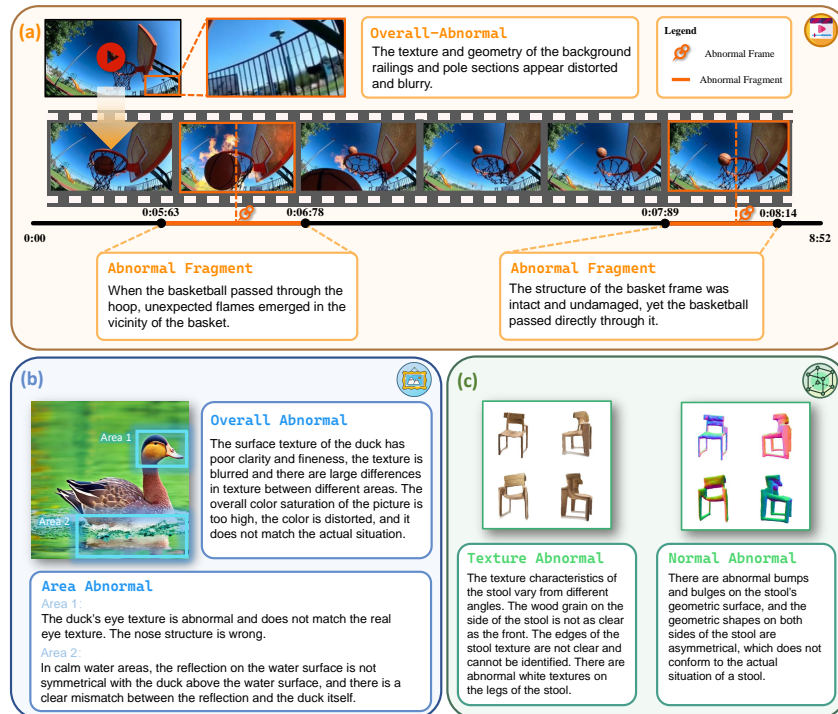 (a)
Overall-Abnormal
The texture and geometry of the background
railings and pole sections appear distorted
and blurry.
Legend
Abnormal Frame
Abnormal Fragment
0:05:63
0:06:78
0:07:89
0:08:14
0:00
8:52
Abnormal Fragment
When the basketball passed through the
hoop, unexpected flames emerged in the
vicinity of the basket.
Abnormal Fragment
The structure of the basket frame was
intact and undamaged, yet the basketball
passed directly through it.
(b)
Area 1
Area 2
Overall Abnormal
The surface texture of the duck has
poor clarity and fineness, the texture is
blurred and there are large differences
in texture between different areas. The
overall color saturation of the picture is
too high, the color is distorted, and it
does not match the actual situation.
Area Abnormal
Area 1:
The duck's eye texture is abnormal and does not match the real
eye texture. The nose structure is wrong.
Area 2:
In calm water areas, the reflection on the water surface is not
symmetrical with the duck above the water surface, and there is a
clear mismatch between the reflection and the duck itself.
(c)
Texture Abnormal
The texture characteristics of
the stool vary from different
angles. The wood grain on the
side of the stool is not as clear
as the front. The edges of the
stool texture are not clear and
cannot be identified. There are
abnormal white textures on
the legs of the stool.
Normal Abnormal
There are abnormal bumps
and bulges on the stool's
geometric surface, and the
geometric shapes on both
sides of the stool are
asymmetrical, which does not
conform to the actual
situation of a stool.